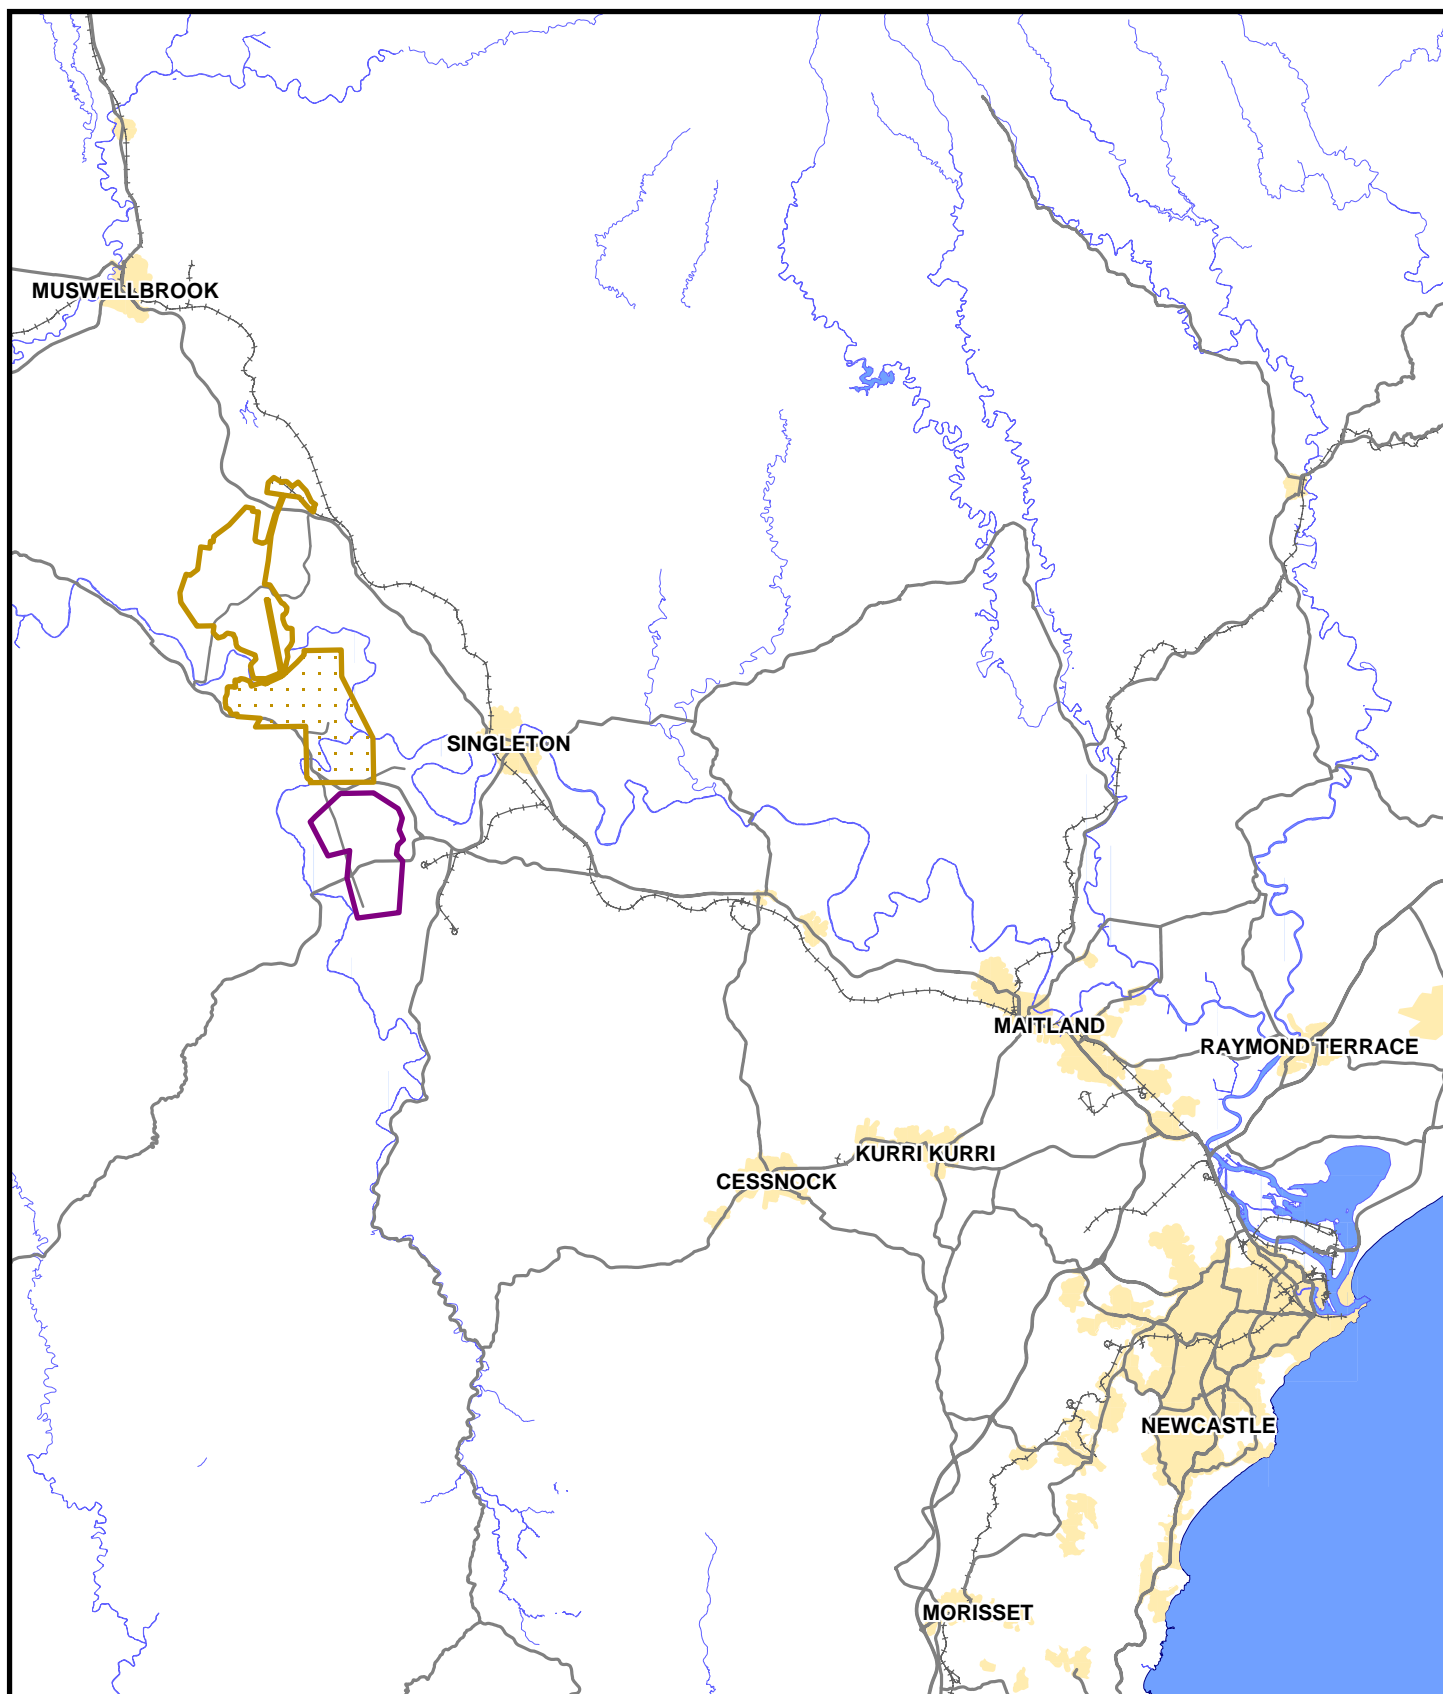 MUSWELLBROOK
SINGLETON
MAITLAND
RAYMOND TERRACE
KURRI KURRI
CESSNOCK
NEWCASTLE
MORISSET